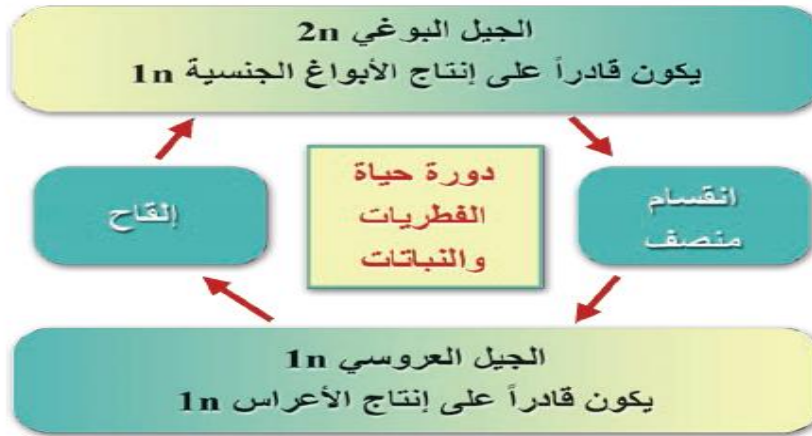 الجيل البوغي 2n
يكون قادراً على إنتاج الأبواغ الجنسية 1n
انقسام
منصف
دورة حياة
الفطريات
والنباتات
إلقاح
الجيل العروسي 1n
يكون قادراً على إنتاج الأعراس 1n